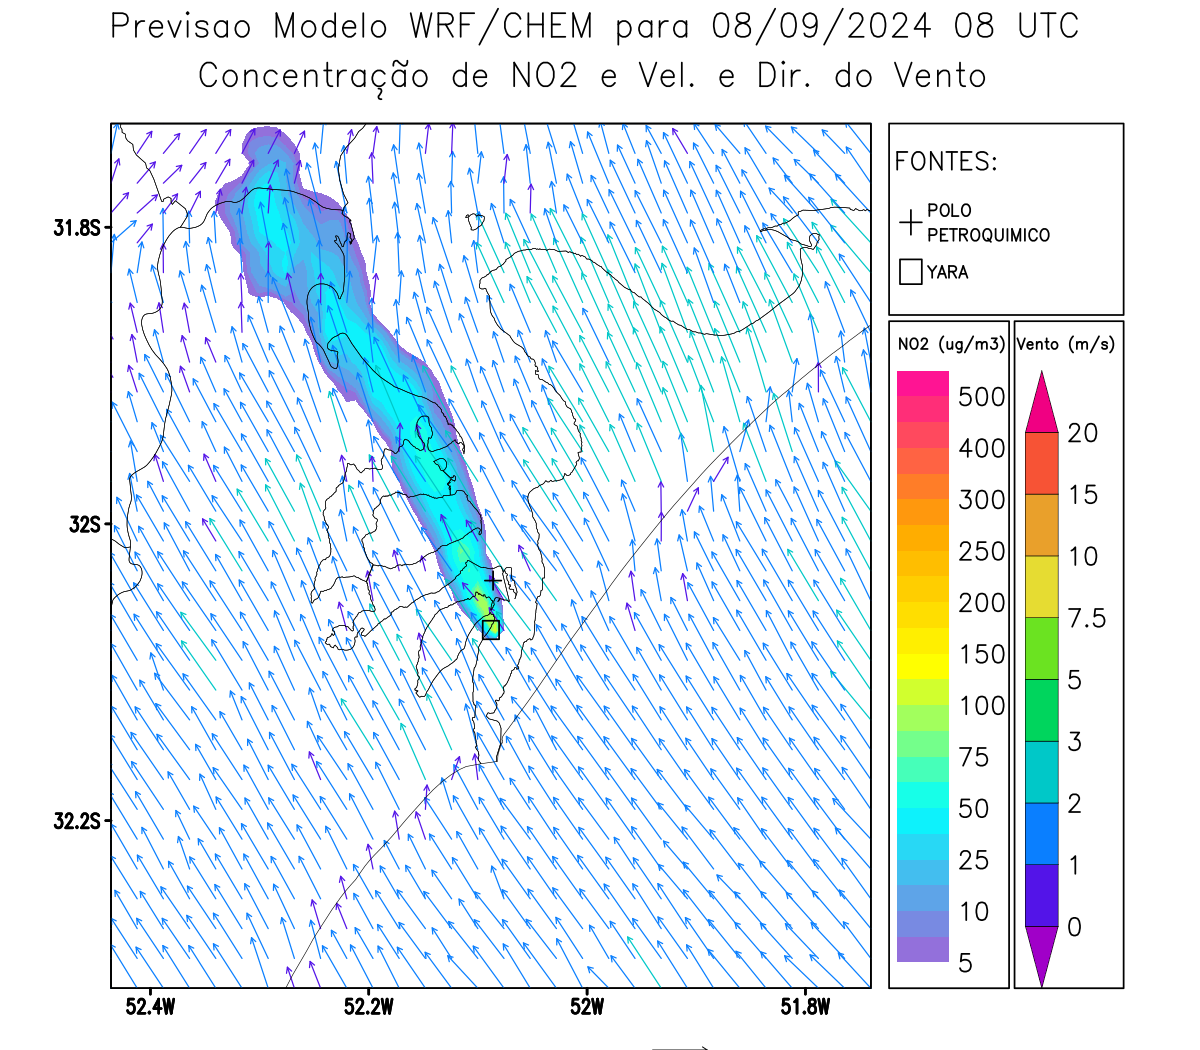 Previsao Modelo WRF/CHEM para 08/09/2024 08 UTC
Concentração de NO2 e Vel. e Dir. do Vento
FONTES:
POLO
PETROQUIMICO
YARA
NO2 (ug/m3)
500
400
300
250
200
150
100
75
50
25
10
5
Vento (m/s)
20
15
10
7.5
5
3
2
1
0
31.8S
32S
32.2S
52.4W
52.2W
52W
51.8W